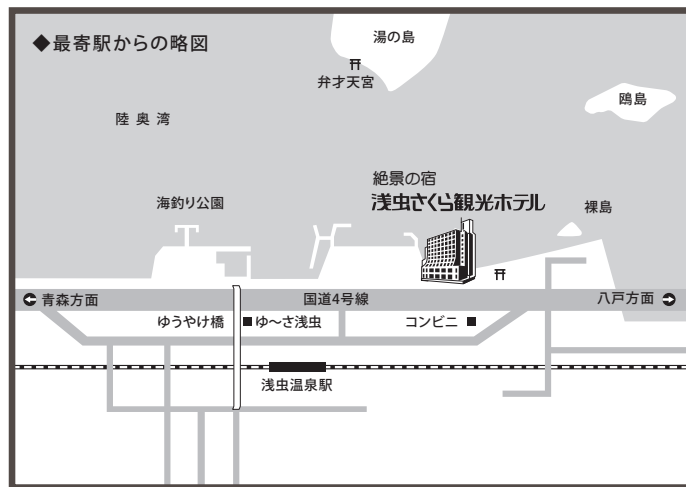 ◆最寄駅からの略図
湯の島
弁才天宮
鴎島
陸奥湾
絶景の宿
浅虫さくら観光ホテル
裸島
海釣り公園
青森方面
国道4号線
八戸方面
ゆうやけ橋
■ゆ〜さ浅虫
コンビニ ■
浅虫温泉駅